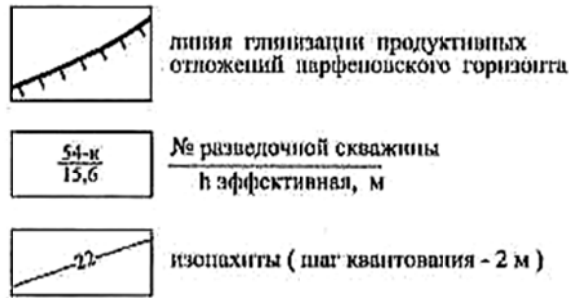 линия глинизации продуктивных
отложений парфеновского горизонта
54-к
15,6
№ разведочной скважины
h эффективная, м
-22-
изопахиты ( шаг квантования - 2 м )